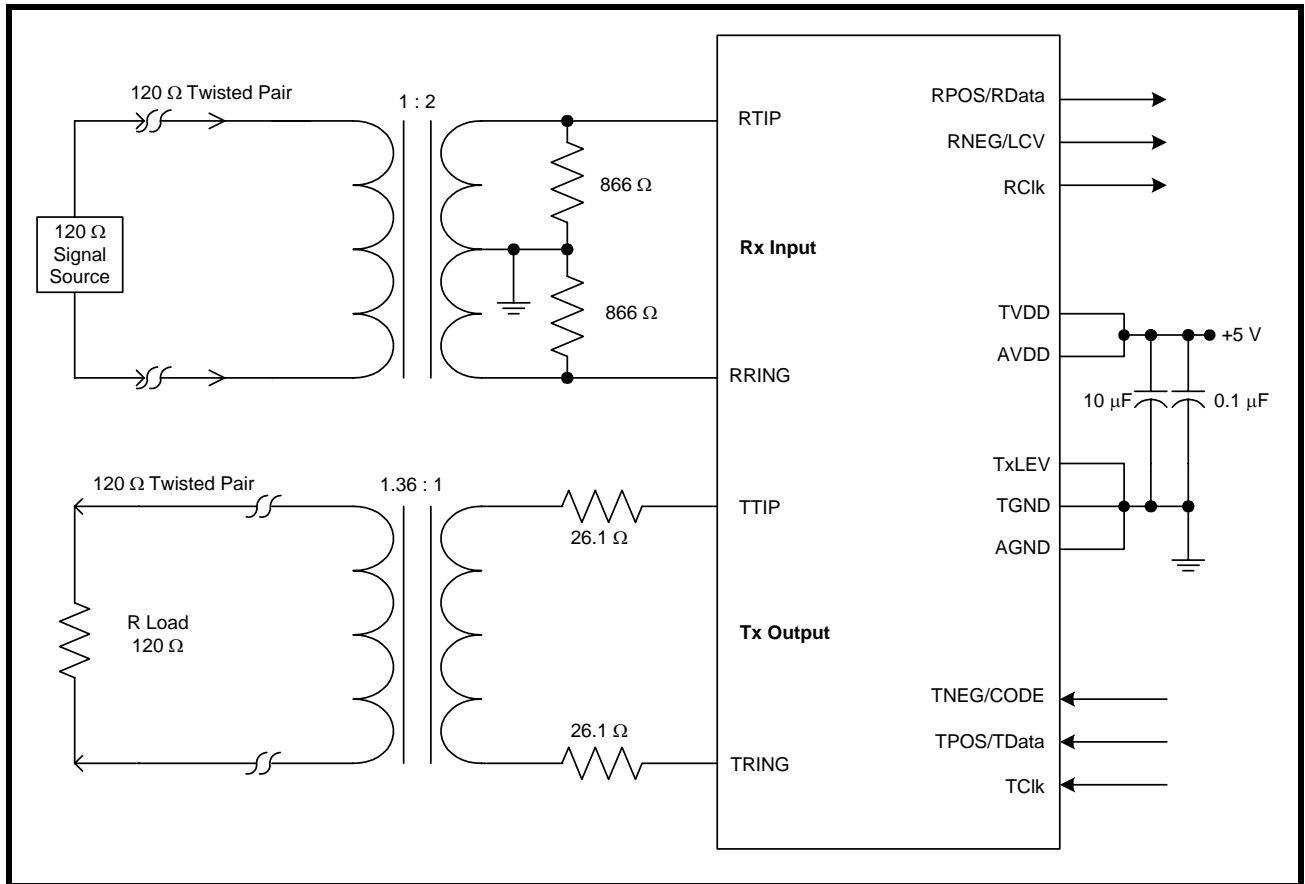 120 Ω Twisted Pair
1 : 2
120 Ω
Signal
Source
866 Ω
866 Ω
RTIP
Rx Input
RRING
RPOS/RData
RNEG/LCV
RClk
TVDD
AVDD
+5 V
10 µF
0.1 µF
TxLEV
TGND
AGND
120 Ω Twisted Pair
1.36 : 1
R Load
120 Ω
26.1 Ω
26.1 Ω
TTIP
Tx Output
TRING
TNEG/CODE
TPOS/TData
TClk